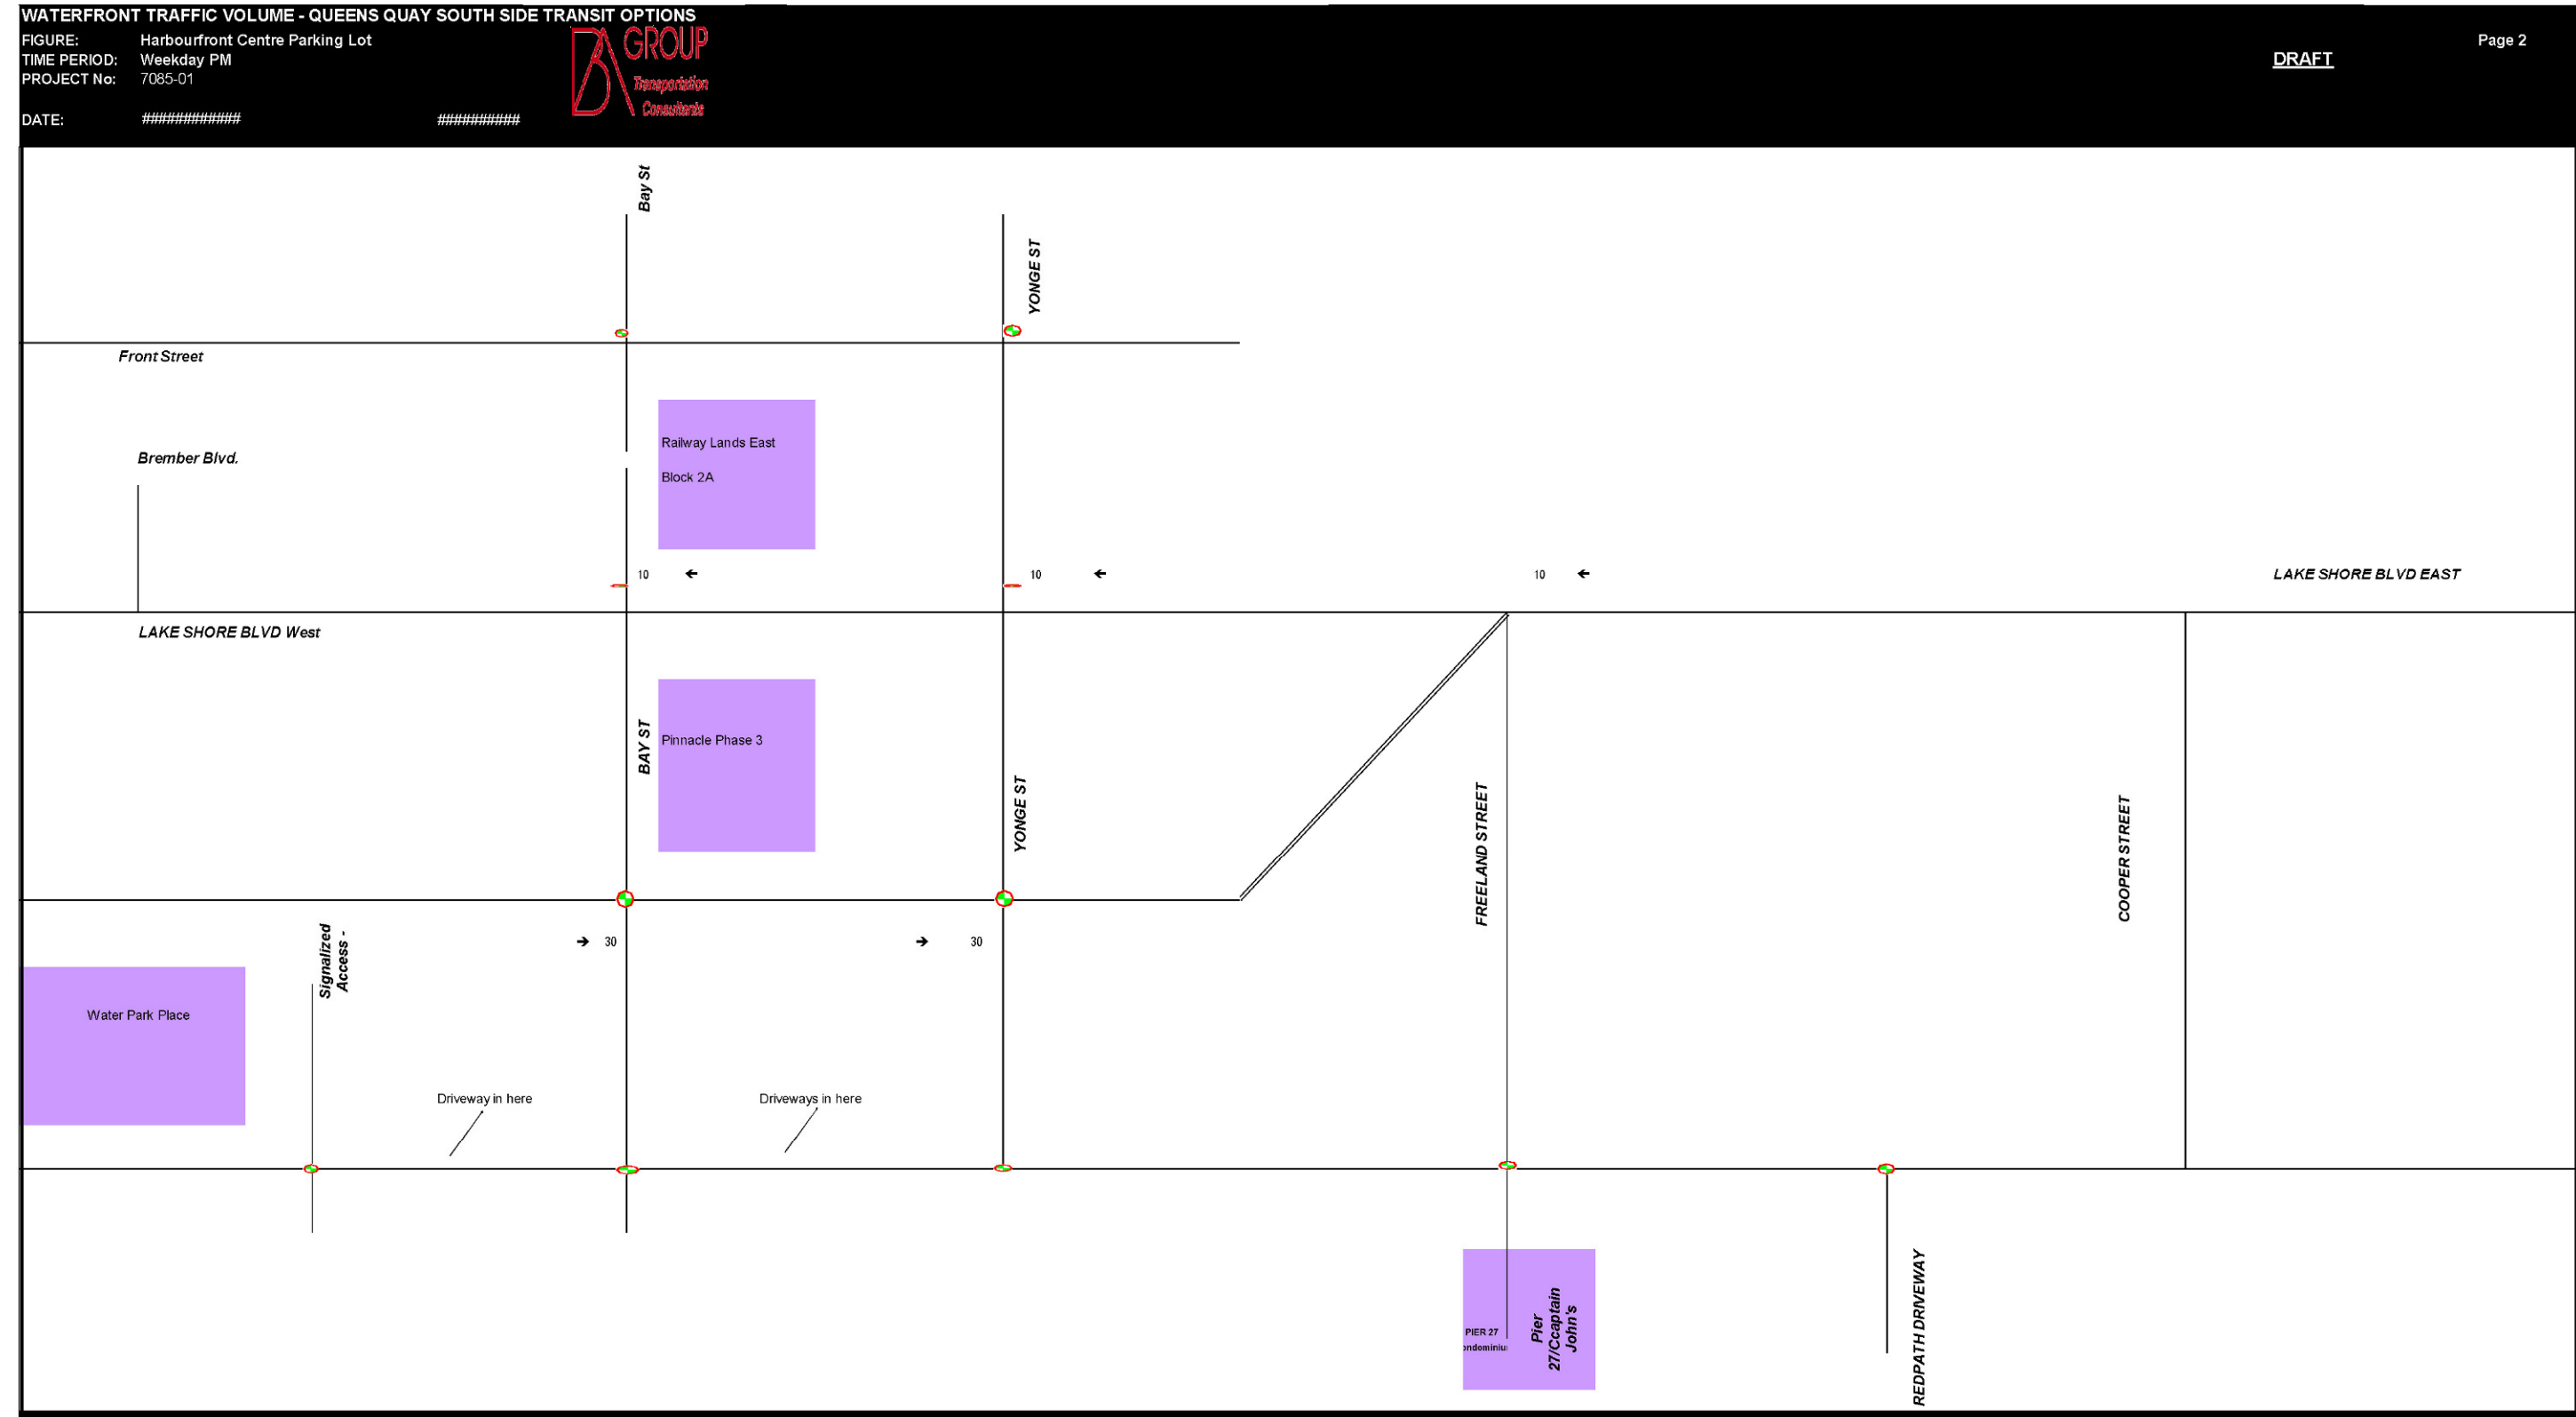 WATERFRONT TRAFFIC VOLUME - QUEENS QUAY SOUTH SIDE TRANSIT OPTIONS
FIGURE: Harbourfront Centre Parking Lot
TIME PERIOD: Weekday PM
PROJECT No: 7085-01
DATE: ############ ##########
BA GROUP
Transportation
Consultants
DRAFT
Page 2
Bay St
YONGE ST
Front Street
Railway Lands East
Block 2A
Brember Blvd.
10 ←
10 ←
10 ←
LAKE SHORE BLVD EAST
LAKE SHORE BLVD West
BAY ST
Pinnacle Phase 3
YONGE ST
FREELAND STREET
COOPER STREET
Signalized
Access -
→ 30
→ 30
Water Park Place
Driveway in here
Driveways in here
PIER 27
ondominiu
Pier
27/Ccaptain
John's
REDPATH DRIVEWAY